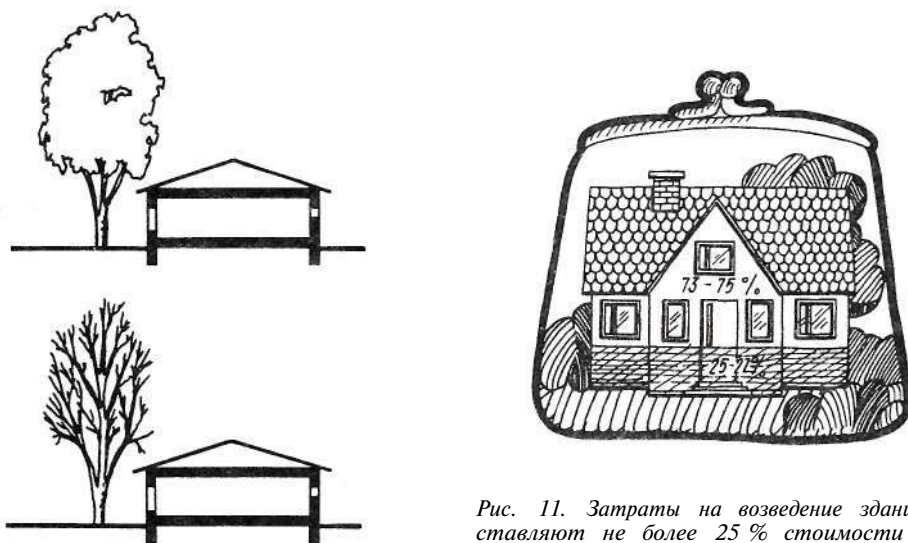 73 - 75 %
25-27%
Рис. 11. Затраты на возведение здани
ставляют не более 25 % стоимости